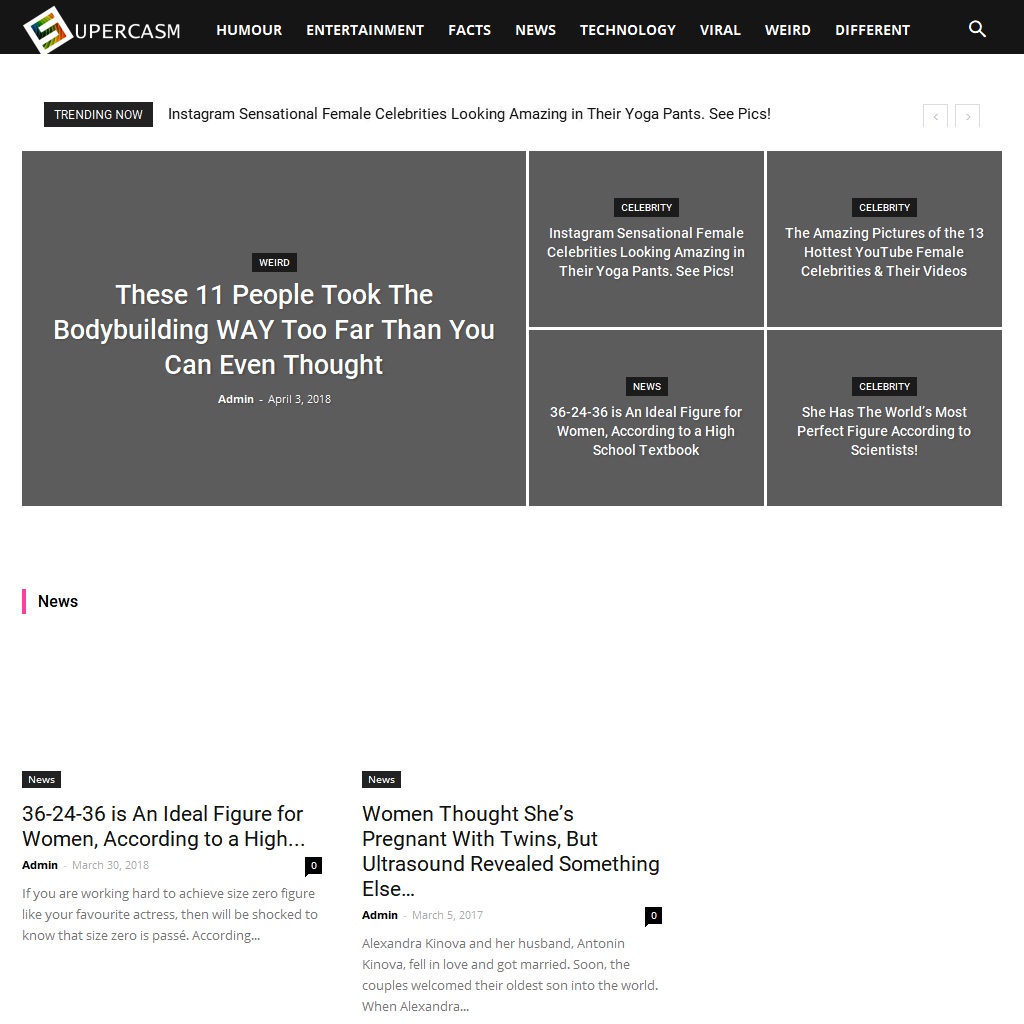 SUPERCASM
HUMOUR ENTERTAINMENT FACTS NEWS TECHNOLOGY VIRAL WEIRD DIFFERENT
TRENDING NOW
Instagram Sensational Female Celebrities Looking Amazing in Their Yoga Pants. See Pics!
WEIRD
These 11 People Took The
Bodybuilding WAY Too Far Than You
Can Even Thought
Admin - April 3, 2018
CELEBRITY
Instagram Sensational Female
Celebrities Looking Amazing in
Their Yoga Pants. See Pics!
CELEBRITY
The Amazing Pictures of the 13
Hottest YouTube Female
Celebrities & Their Videos
NEWS
36-24-36 is An Ideal Figure for
Women, According to a High
School Textbook
CELEBRITY
She Has The World’s Most
Perfect Figure According to
Scientists!
News
News
36-24-36 is An Ideal Figure for
Women, According to a High...
Admin - March 30, 2018 0
If you are working hard to achieve size zero figure
like your favourite actress, then will be shocked to
know that size zero is passé. According...
News
Women Thought She’s
Pregnant With Twins, But
Ultrasound Revealed Something
Else…
Admin - March 5, 2017 0
Alexandra Kinova and her husband, Antonin
Kinova, fell in love and got married. Soon, the
couples welcomed their oldest son into the world.
When Alexandra...